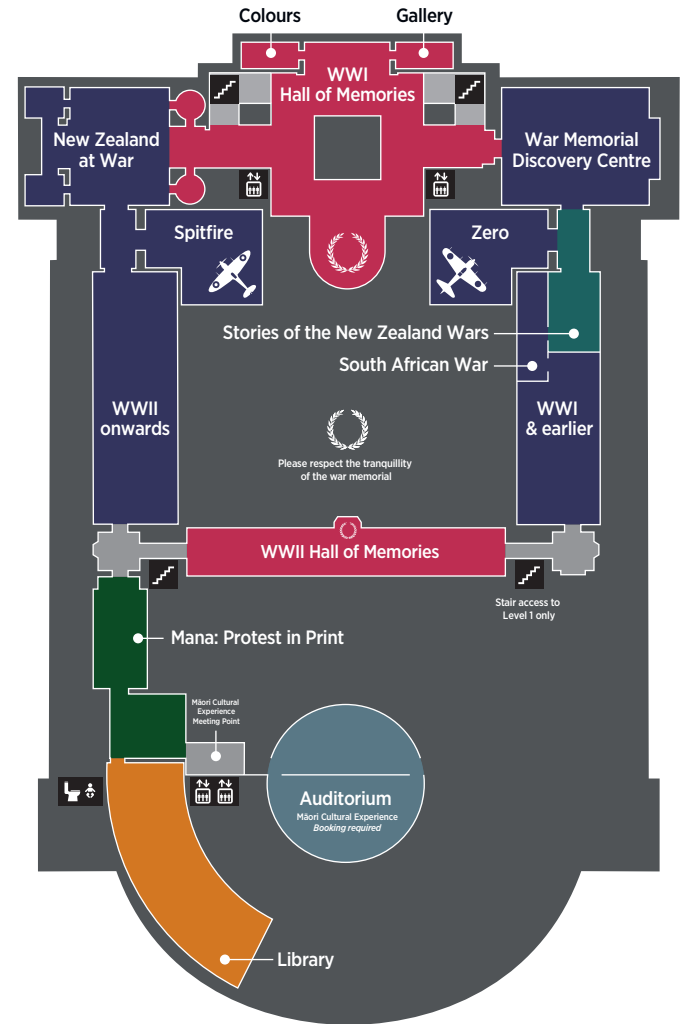 Colours
Gallery
WWI
Hall of Memories
New Zealand
at War
War Memorial
Discovery Centre
Spitfire
Zero
Stories of the New Zealand Wars
South African War
WWII
onwards
WWI
& earlier
Please respect the tranquillity
of the war memorial
WWII Hall of Memories
Stair access to
Level 1 only
Mana: Protest in Print
Māori Cultural
Experience
Meeting Point
Auditorium
Māori Cultural Experience
Booking required
Library